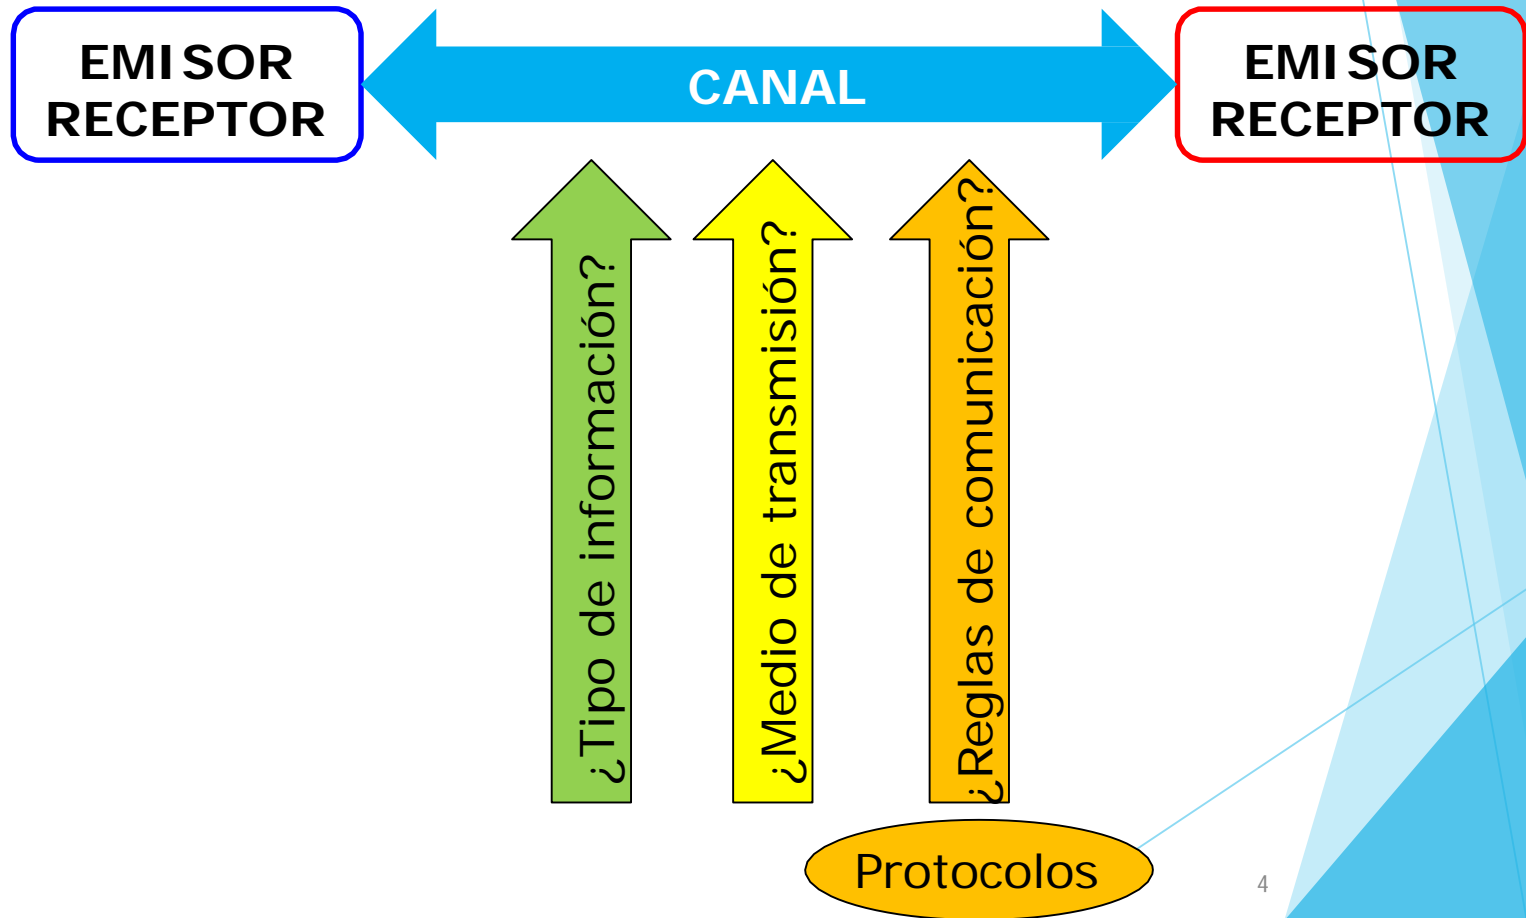 EMISOR
RECEPTOR
CANAL
EMISOR
RECEPTOR
¿Tipo de información?
¿Medio de transmisión?
¿Reglas de comunicación?
Protocolos
4